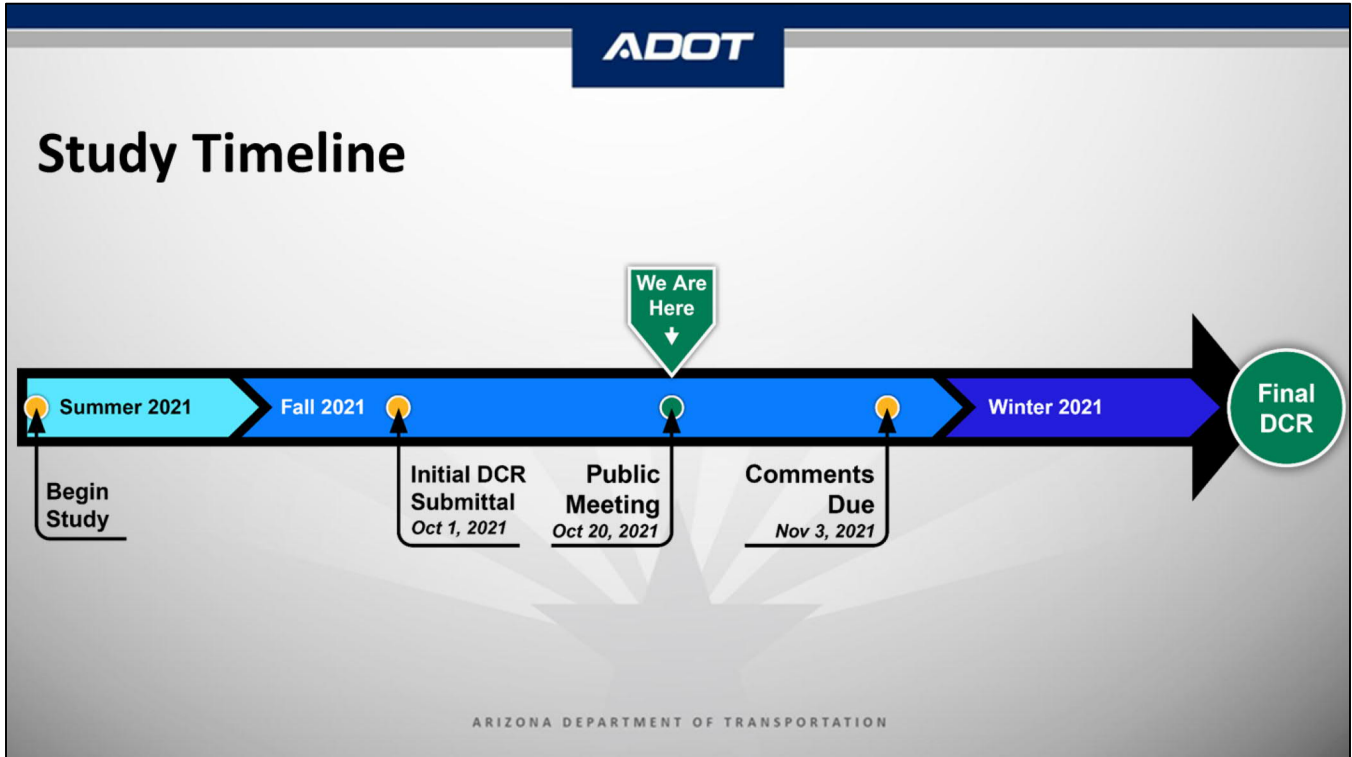 ADOT
Study Timeline
We Are
Here
Summer 2021
Fall 2021
Winter 2021
Final
DCR
Begin
Study
Initial DCR
Submittal
Oct 1, 2021
Public
Meeting
Oct 20, 2021
Comments
Due
Nov 3, 2021
ARIZONA DEPARTMENT OF TRANSPORTATION